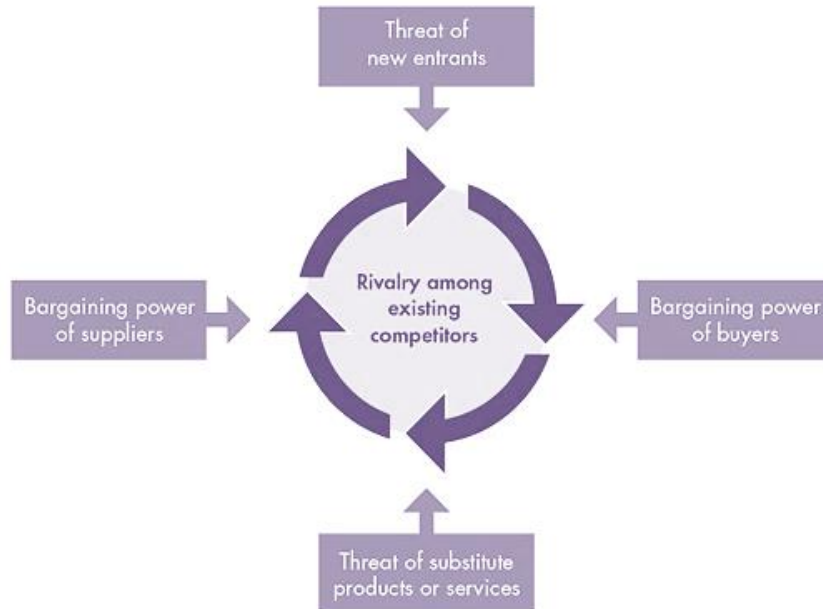 Threat of
new entrants
Bargaining power
of suppliers
Rivalry among
existing
competitors
Bargaining power
of buyers
Threat of substitute
products or services